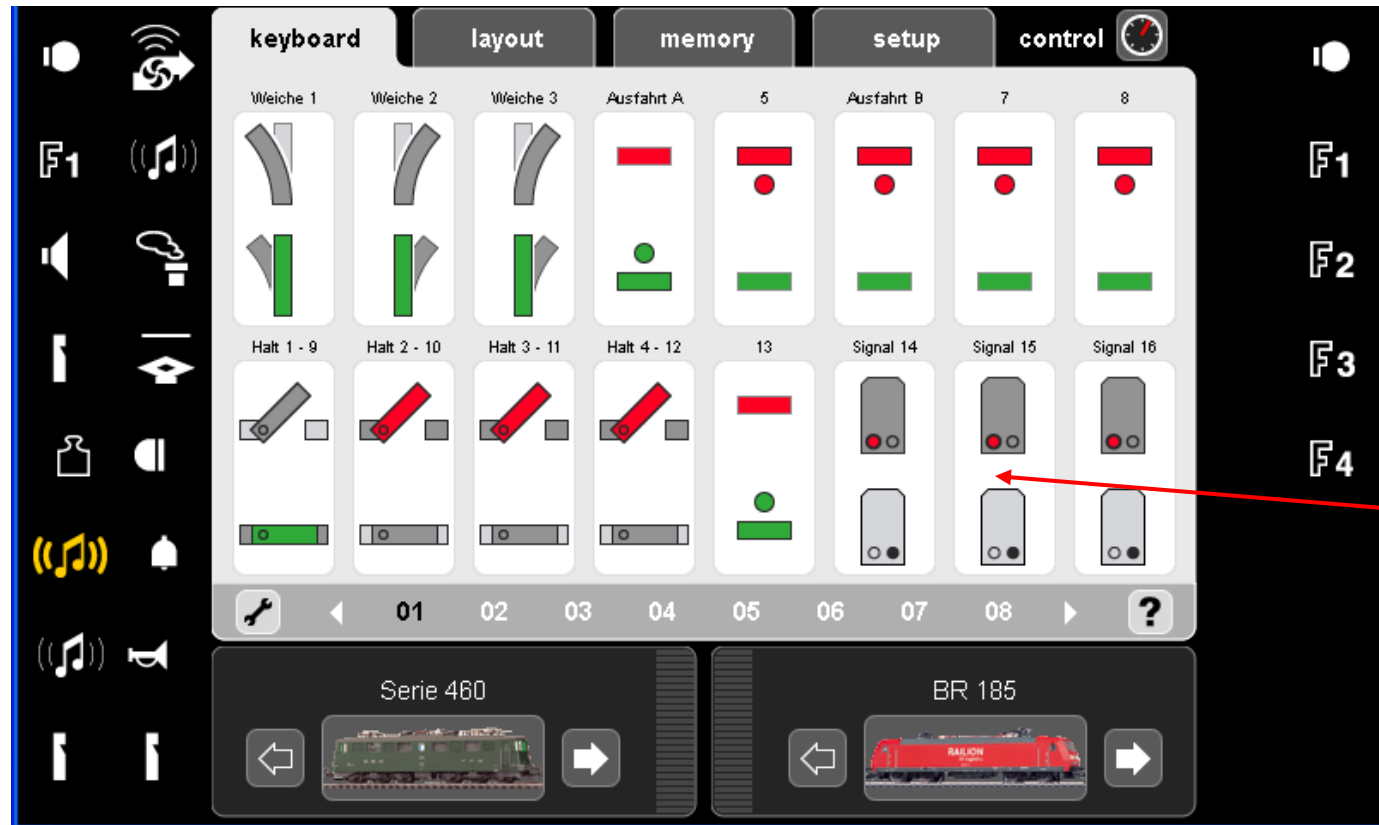 keyboard layout memory setup control
Weiche 1 Weiche 2 Weiche 3 Ausfahrt A 5 Ausfahrt B 7 8
F1 F1
F2
Halt 1 - 9 Halt 2 - 10 Halt 3 - 11 Halt 4 - 12 13 Signal 14 Signal 15 Signal 16
F3
F4
01 02 03 04 05 06 07 08 ?
Serie 460 BR 185
RAILION